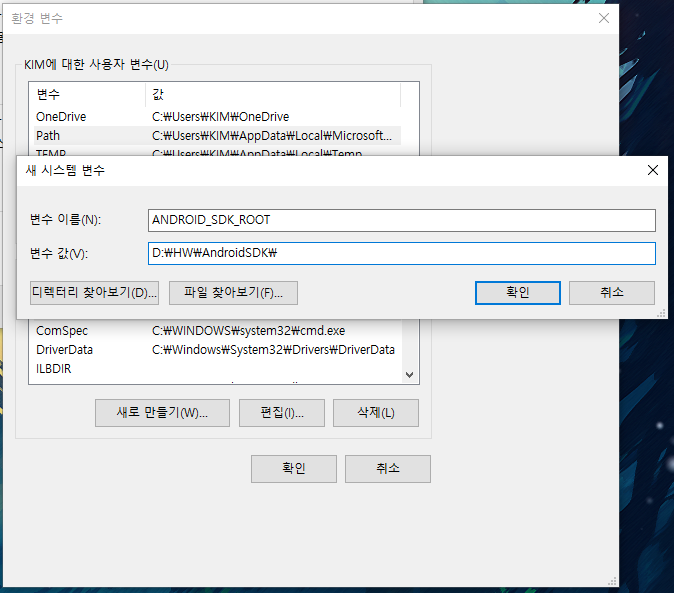 환경 변수
KIM에 대한 사용자 변수(U)
변수 값
OneDrive C:₩Users₩KIM₩OneDrive
Path C:₩Users₩KIM₩AppData₩Local₩Microsoft...
TEMP C:₩Users₩KIM₩AppData₩Local₩Temp
새 시스템 변수
변수 이름(N): ANDROID_SDK_ROOT
변수 값(V): D:₩HW₩AndroidSDK₩
디렉터리 찾아보기(D)... 파일 찾아보기(F)... 확인 취소
ComSpec C:₩WINDOWS₩system32₩cmd.exe
DriverData C:₩Windows₩System32₩Drivers₩DriverData
ILBDIR
새로 만들기(W)... 편집(I)... 삭제(L)
확인 취소